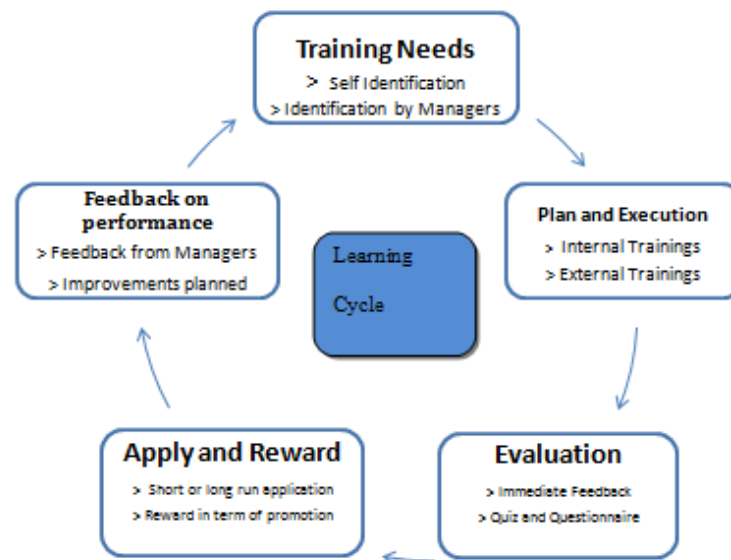 Training Needs
> Self Identification
> Identification by Managers
Plan and Execution
> Internal Trainings
> External Trainings
Evaluation
> Immediate Feedback
> Quiz and Questionnaire
Apply and Reward
> Short or long run application
> Reward in term of promotion
Feedback on
performance
> Feedback from Managers
> Improvements planned
Learning
Cycle